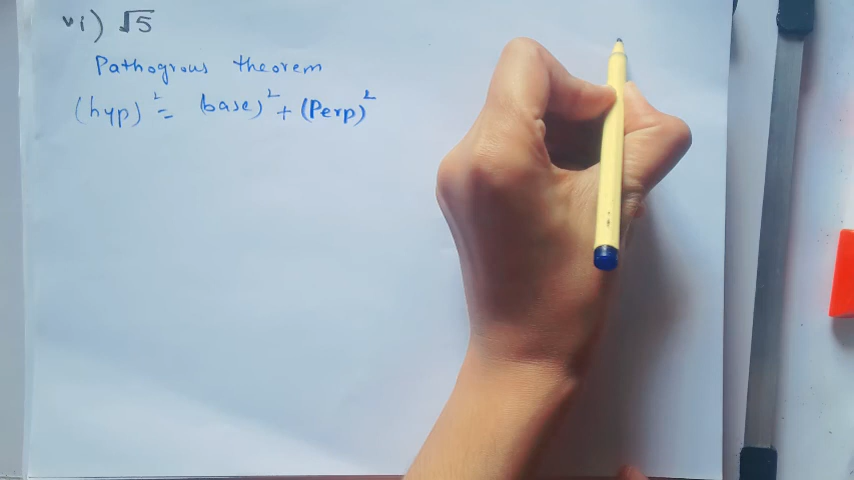 vi) √5
Pathogrous theorem
(hyp)² = (base)² + (Perp)²